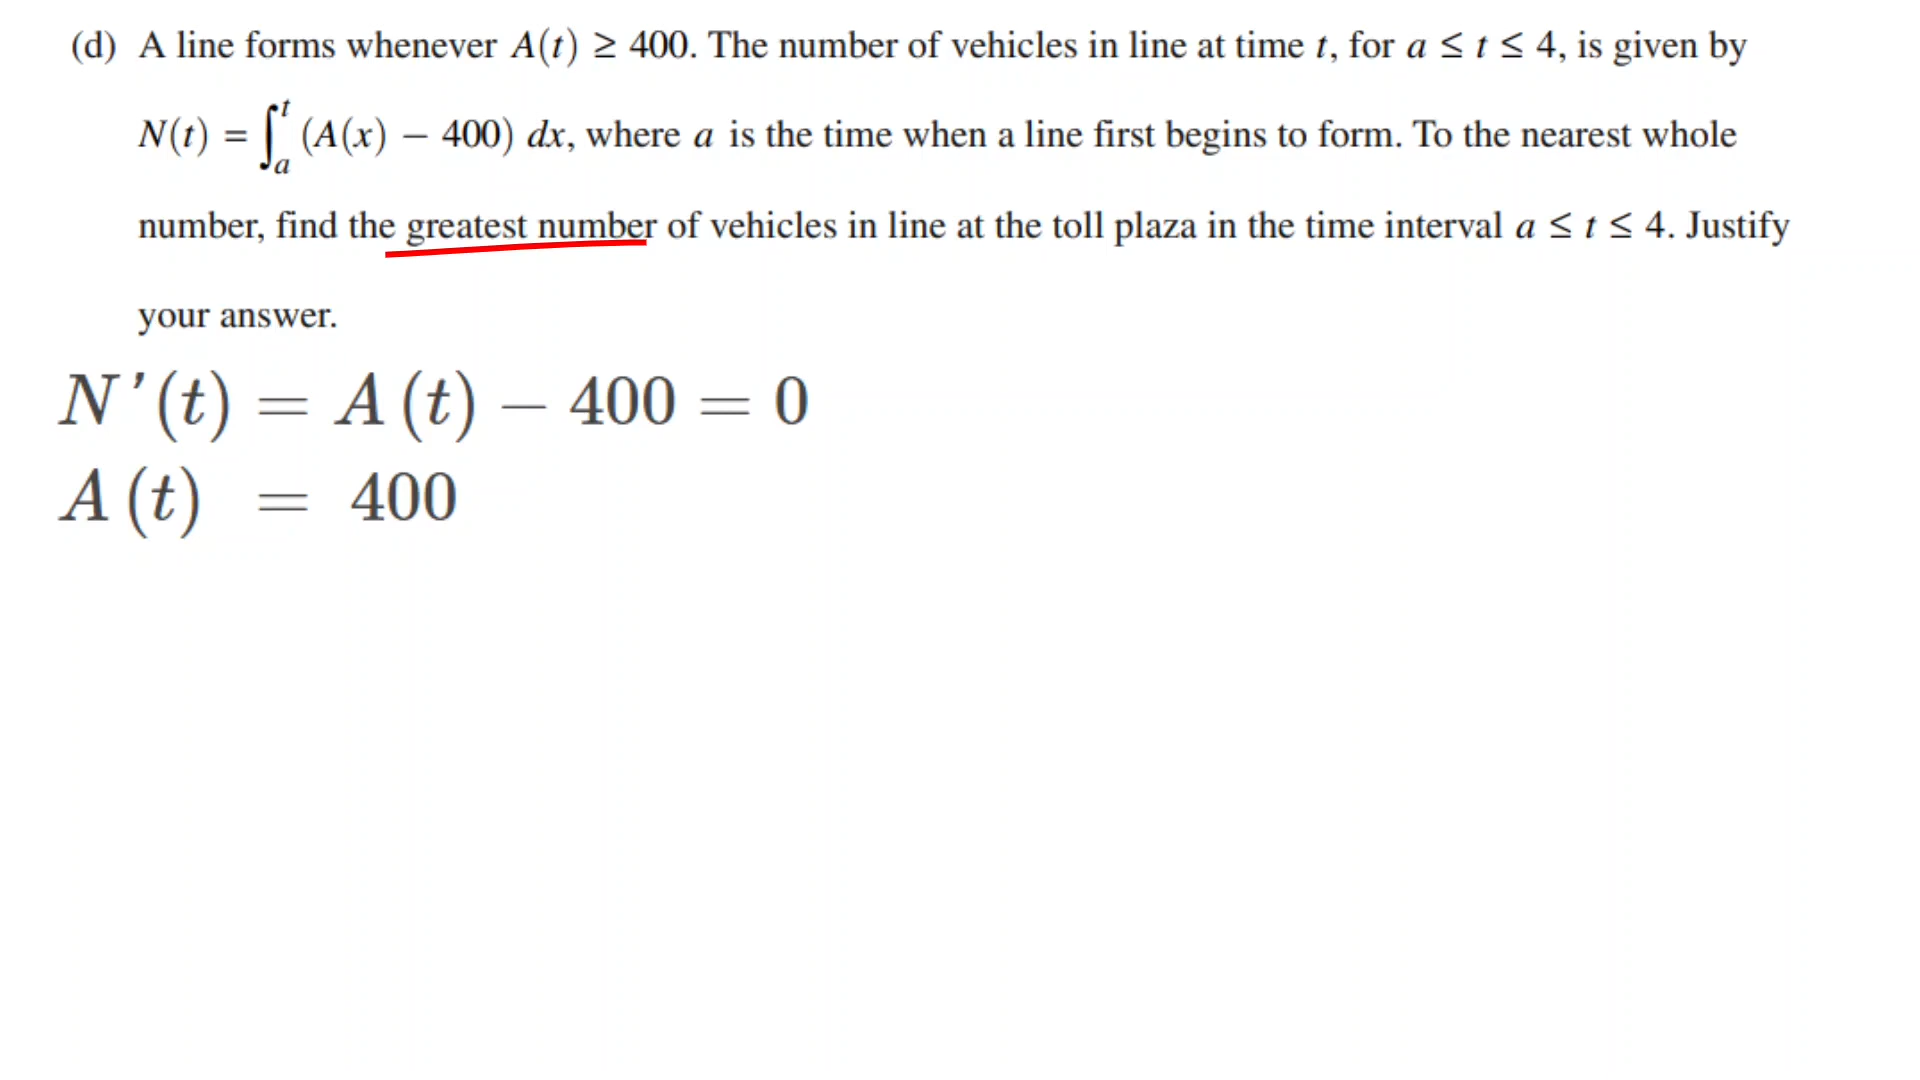 (d) A line forms whenever A(t) ≥ 400. The number of vehicles in line at time t, for a ≤ t ≤ 4, is given by
N(t) = ∫ₐᵗ (A(x) − 400) dx, where a is the time when a line first begins to form. To the nearest whole
number, find the greatest number of vehicles in line at the toll plaza in the time interval a ≤ t ≤ 4. Justify
your answer.
N'(t) = A(t) − 400 = 0
A(t) = 400